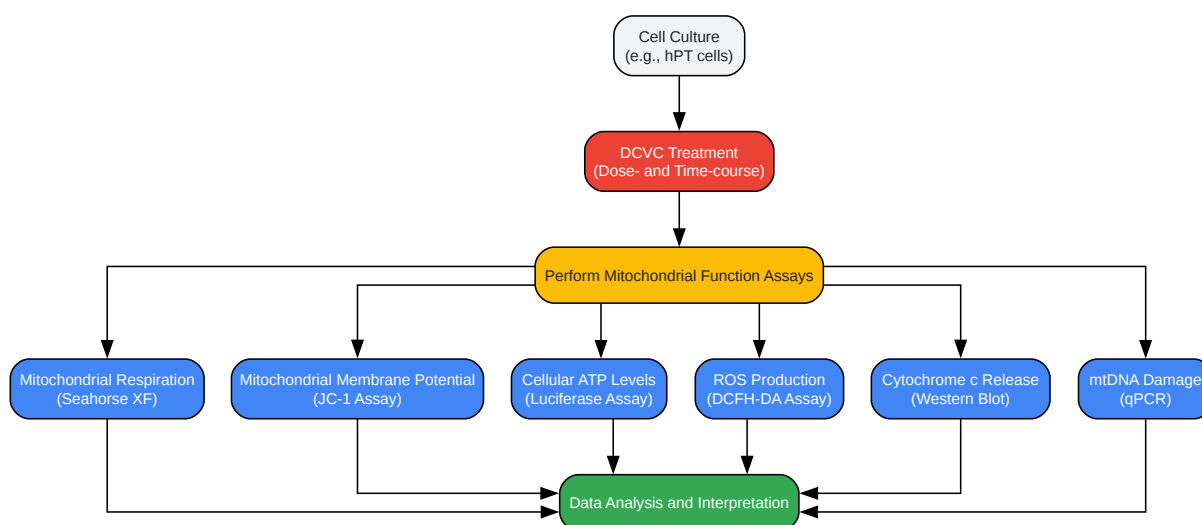 Cell Culture
(e.g., hPT cells)
DCVC Treatment
(Dose- and Time-course)
Perform Mitochondrial Function Assays
Mitochondrial Respiration
(Seahorse XF)
Mitochondrial Membrane Potential
(JC-1 Assay)
Cellular ATP Levels
(Luciferase Assay)
ROS Production
(DCFH-DA Assay)
Cytochrome c Release
(Western Blot)
mtDNA Damage
(qPCR)
Data Analysis and Interpretation